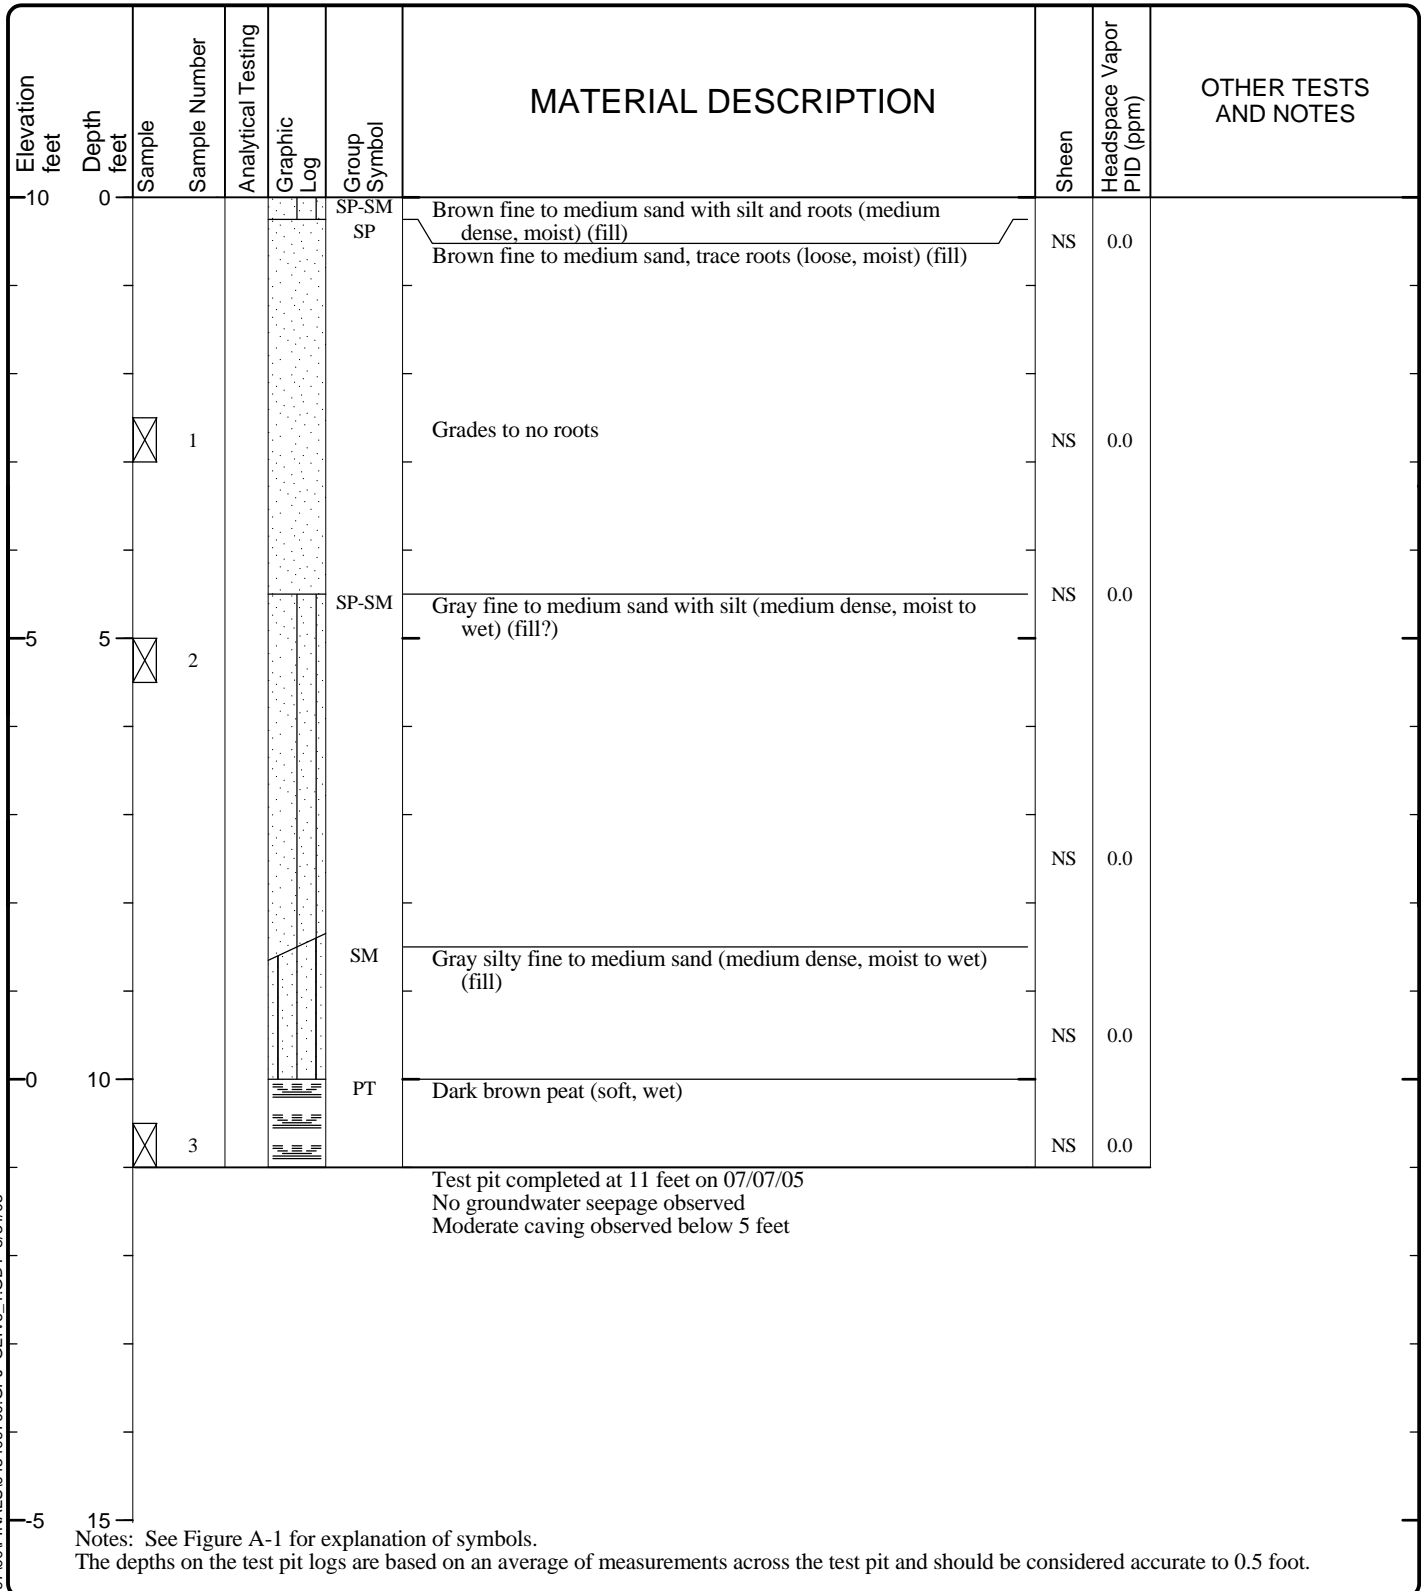 Elevation
feet
Depth
feet
Sample
Sample Number
Analytical Testing
Graphic
Log
Group
Symbol
MATERIAL DESCRIPTION
Sheen
Headspace Vapor
PID (ppm)
OTHER TESTS
AND NOTES
10 0
SP-SM Brown fine to medium sand with silt and roots (medium
dense, moist) (fill)
SP NS 0.0
Brown fine to medium sand, trace roots (loose, moist) (fill)
1 Grades to no roots NS 0.0
SP-SM Gray fine to medium sand with silt (medium dense, moist to NS 0.0
wet) (fill?)
5 5
2
NS 0.0
SM Gray silty fine to medium sand (medium dense, moist to wet)
(fill)
NS 0.0
0 10
PT Dark brown peat (soft, wet)
3 NS 0.0
Test pit completed at 11 feet on 07/07/05
No groundwater seepage observed
Moderate caving observed below 5 feet
-5 15
Notes: See Figure A-1 for explanation of symbols.
The depths on the test pit logs are based on an average of measurements across the test pit and should be considered accurate to 0.5 foot.